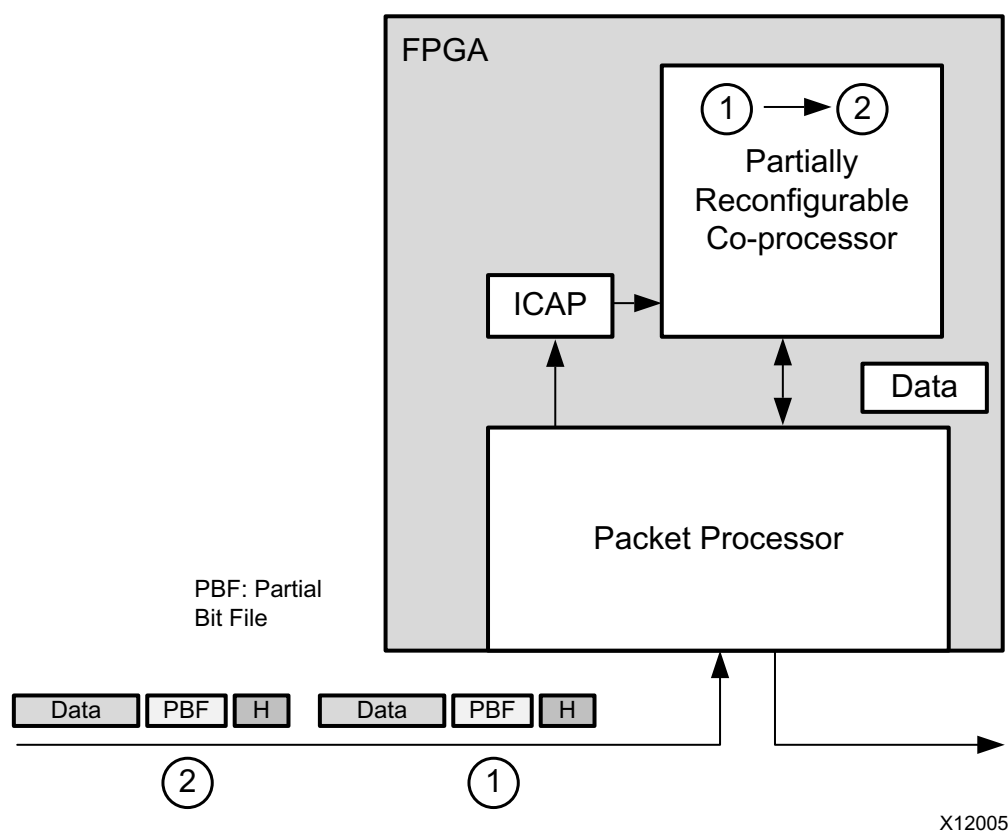 FPGA
1
2
Partially
Reconfigurable
Co-processor
ICAP
Data
Packet Processor
PBF: Partial
Bit File
Data PBF H Data PBF H
2 1
X12005